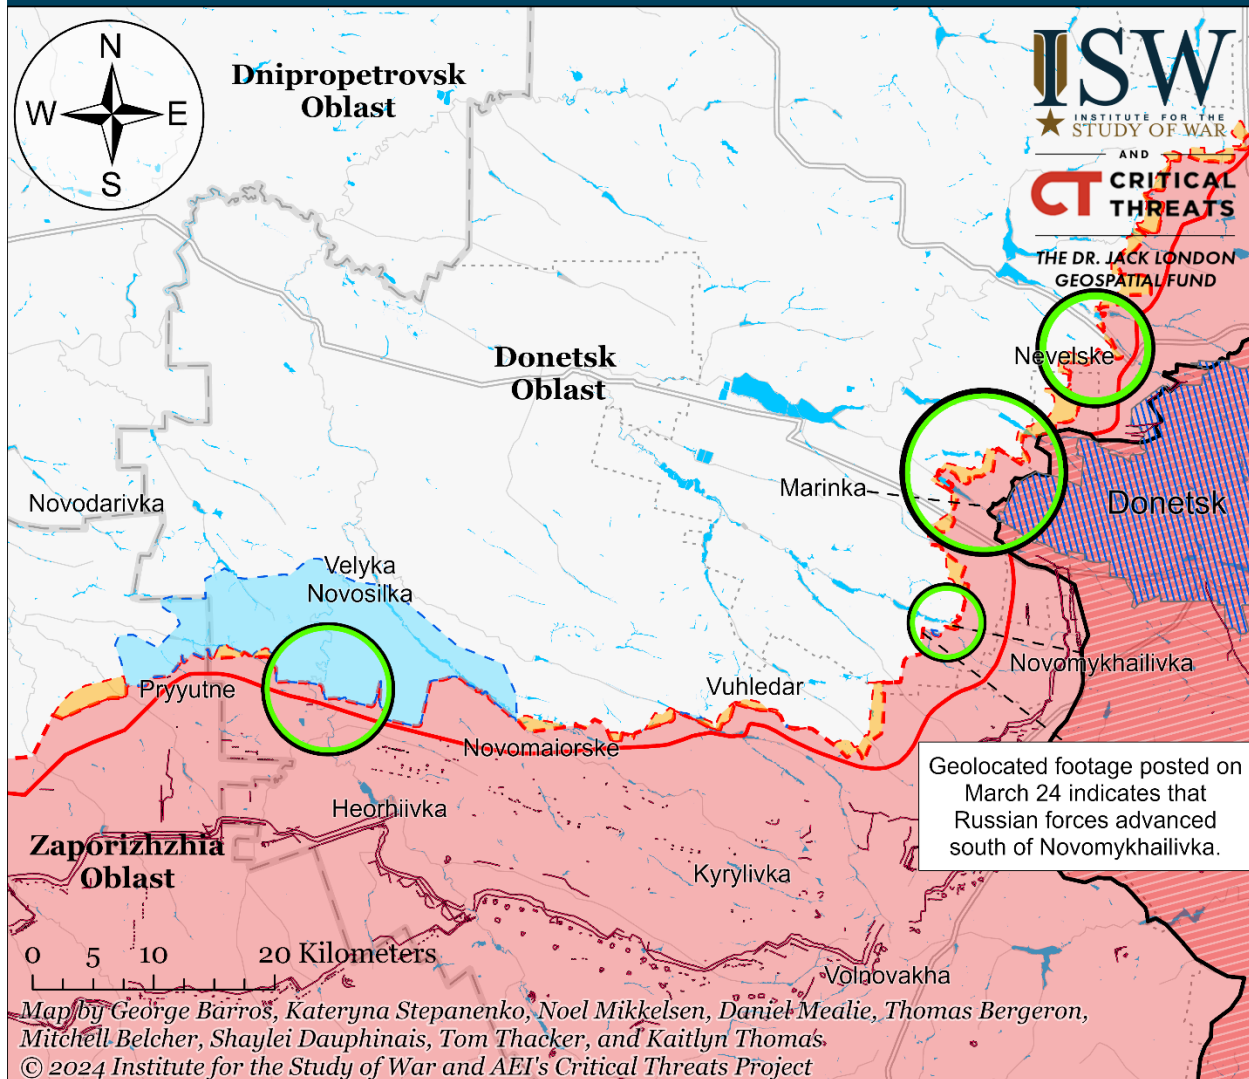 N
W
E
S
Dnipropetrovsk
Oblast
ISW
INSTITUTE FOR THE
STUDY OF WAR
AND
CT CRITICAL
THREATS
THE DR. JACK LONDON
GEOSPATIAL FUND
Donetsk
Oblast
Nevelske
Marinka
Donetsk
Novodarivka
Velyka
Novosilka
Pryyutne
Vuhledar
Novomykhailivka
Novomaiorske
Heorhiivka
Geolocated footage posted on
March 24 indicates that
Russian forces advanced
south of Novomykhailivka.
Zaporizhzhia
Oblast
Kyrylivka
Volnovakha
0 5 10 20 Kilometers
Map by George Barros, Kateryna Stepanenko, Noel Mikkelsen, Daniel Mealie, Thomas Bergeron,
Mitchell Belcher, Shaylei Dauphinais, Tom Thacker, and Kaitlyn Thomas
© 2024 Institute for the Study of War and AEI's Critical Threats Project